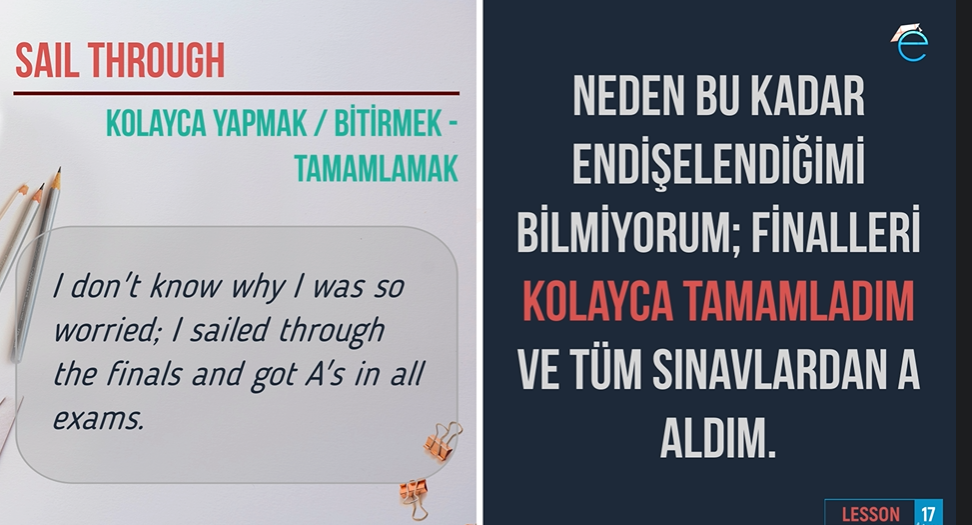 SAIL THROUGH
KOLAYCA YAPMAK / BİTİRMEK -
TAMAMLAMAK
I don't know why I was so
worried; I sailed through
the finals and got A's in all
exams.
e
NEDEN BU KADAR
ENDİŞELENDİĞİMİ
BİLMİYORUM; FİNALLERİ
KOLAYCA TAMAMLADIM
VE TÜM SINAVLARDAN A
ALDIM.
LESSON 17